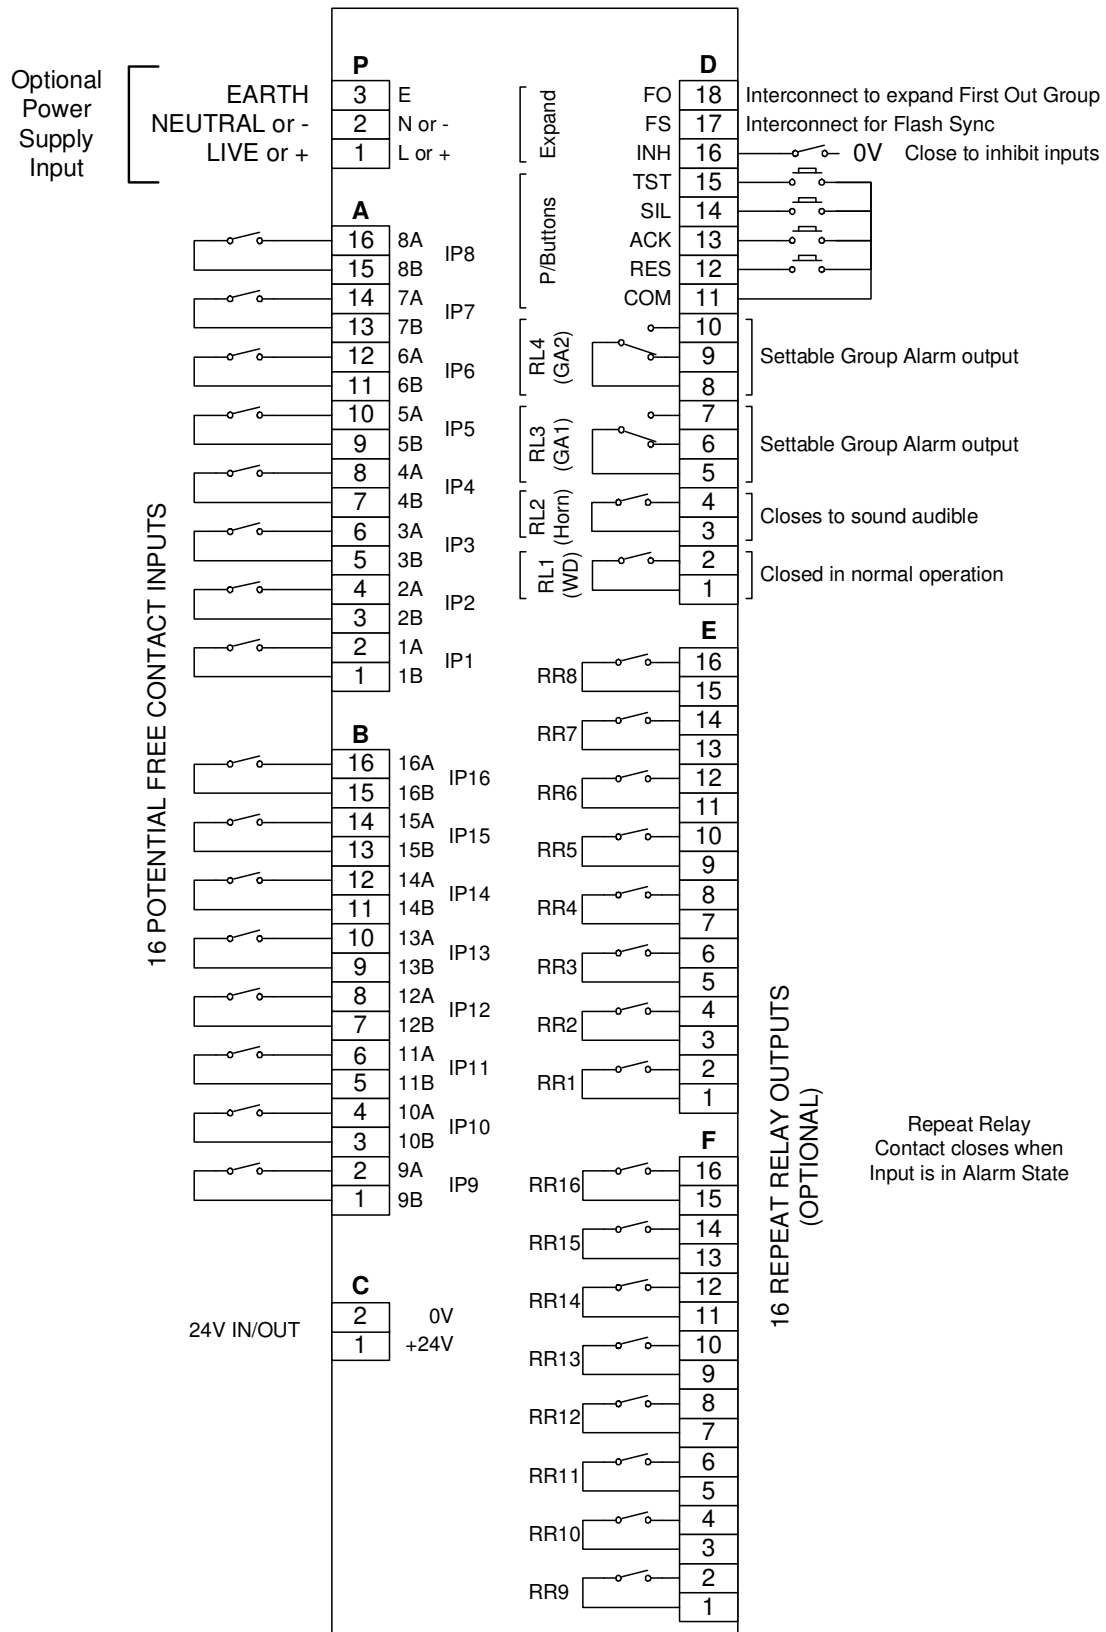 Optional
Power
Supply
Input
EARTH
NEUTRAL or -
LIVE or +
P
3 E
2 N or -
1 L or +
16 POTENTIAL FREE CONTACT INPUTS
A
16 8A
15 8B
IP8
14 7A
13 7B
IP7
12 6A
11 6B
IP6
10 5A
9 5B
IP5
8 4A
7 4B
IP4
6 3A
5 3B
IP3
4 2A
3 2B
IP2
2 1A
1 1B
IP1
B
16 16A
15 16B
IP16
14 15A
13 15B
IP15
12 14A
11 14B
IP14
10 13A
9 13B
IP13
8 12A
7 12B
IP12
6 11A
5 11B
IP11
4 10A
3 10B
IP10
2 9A
1 9B
IP9
24V IN/OUT
C
2 0V
1 +24V
D
Expand
FO 18 Interconnect to expand First Out Group
FS 17 Interconnect for Flash Sync
INH 16 0V Close to inhibit inputs
P/Buttons
TST 15
SIL 14
ACK 13
RES 12
COM 11
RL4
(GA2)
10
9
8
Settable Group Alarm output
RL3
(GA1)
7
6
5
Settable Group Alarm output
RL2
(Horn)
4
3
Closes to sound audible
RL1
(WD)
2
1
Closed in normal operation
E
RR8
16
15
RR7
14
13
RR6
12
11
RR5
10
9
RR4
8
7
RR3
6
5
RR2
4
3
RR1
2
1
F
RR16
16
15
RR15
14
13
RR14
12
11
RR13
10
9
RR12
8
7
RR11
6
5
RR10
4
3
RR9
2
1
16 REPEAT RELAY OUTPUTS
(OPTIONAL)
Repeat Relay
Contact closes when
Input is in Alarm State